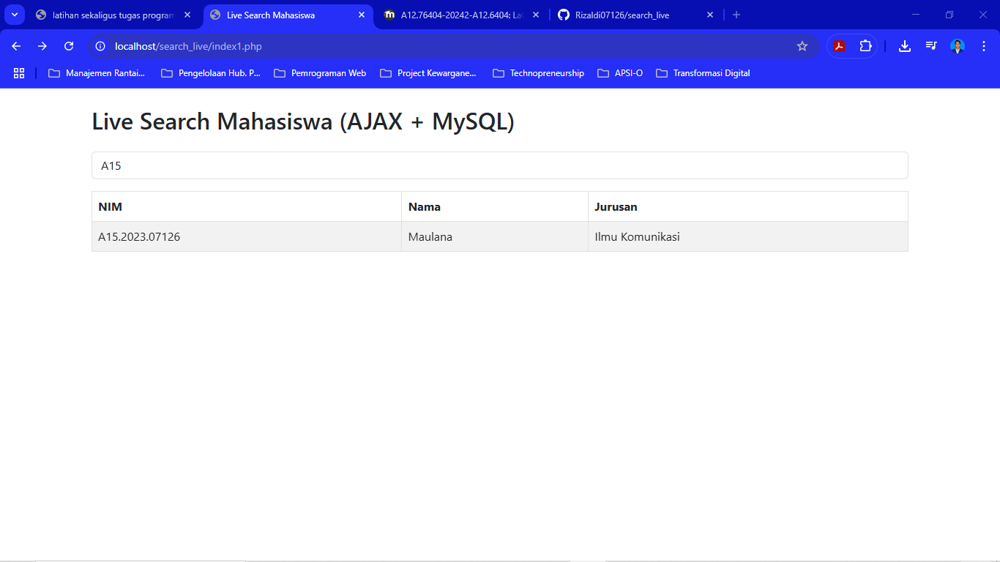 latihan sekaligus tugas program
Live Search Mahasiswa
A12.76404-20242-A12.6404: La
Rizaldi07126/search_live
localhost/search_live/index1.php
Manajemen Rantai...
Pengelolaan Hub. P...
Pemrograman Web
Project Kewargane...
Technopreneurship
APSI-O
Transformasi Digital
Live Search Mahasiswa (AJAX + MySQL)
A15
NIM Nama Jurusan
A15.2023.07126 Maulana Ilmu Komunikasi